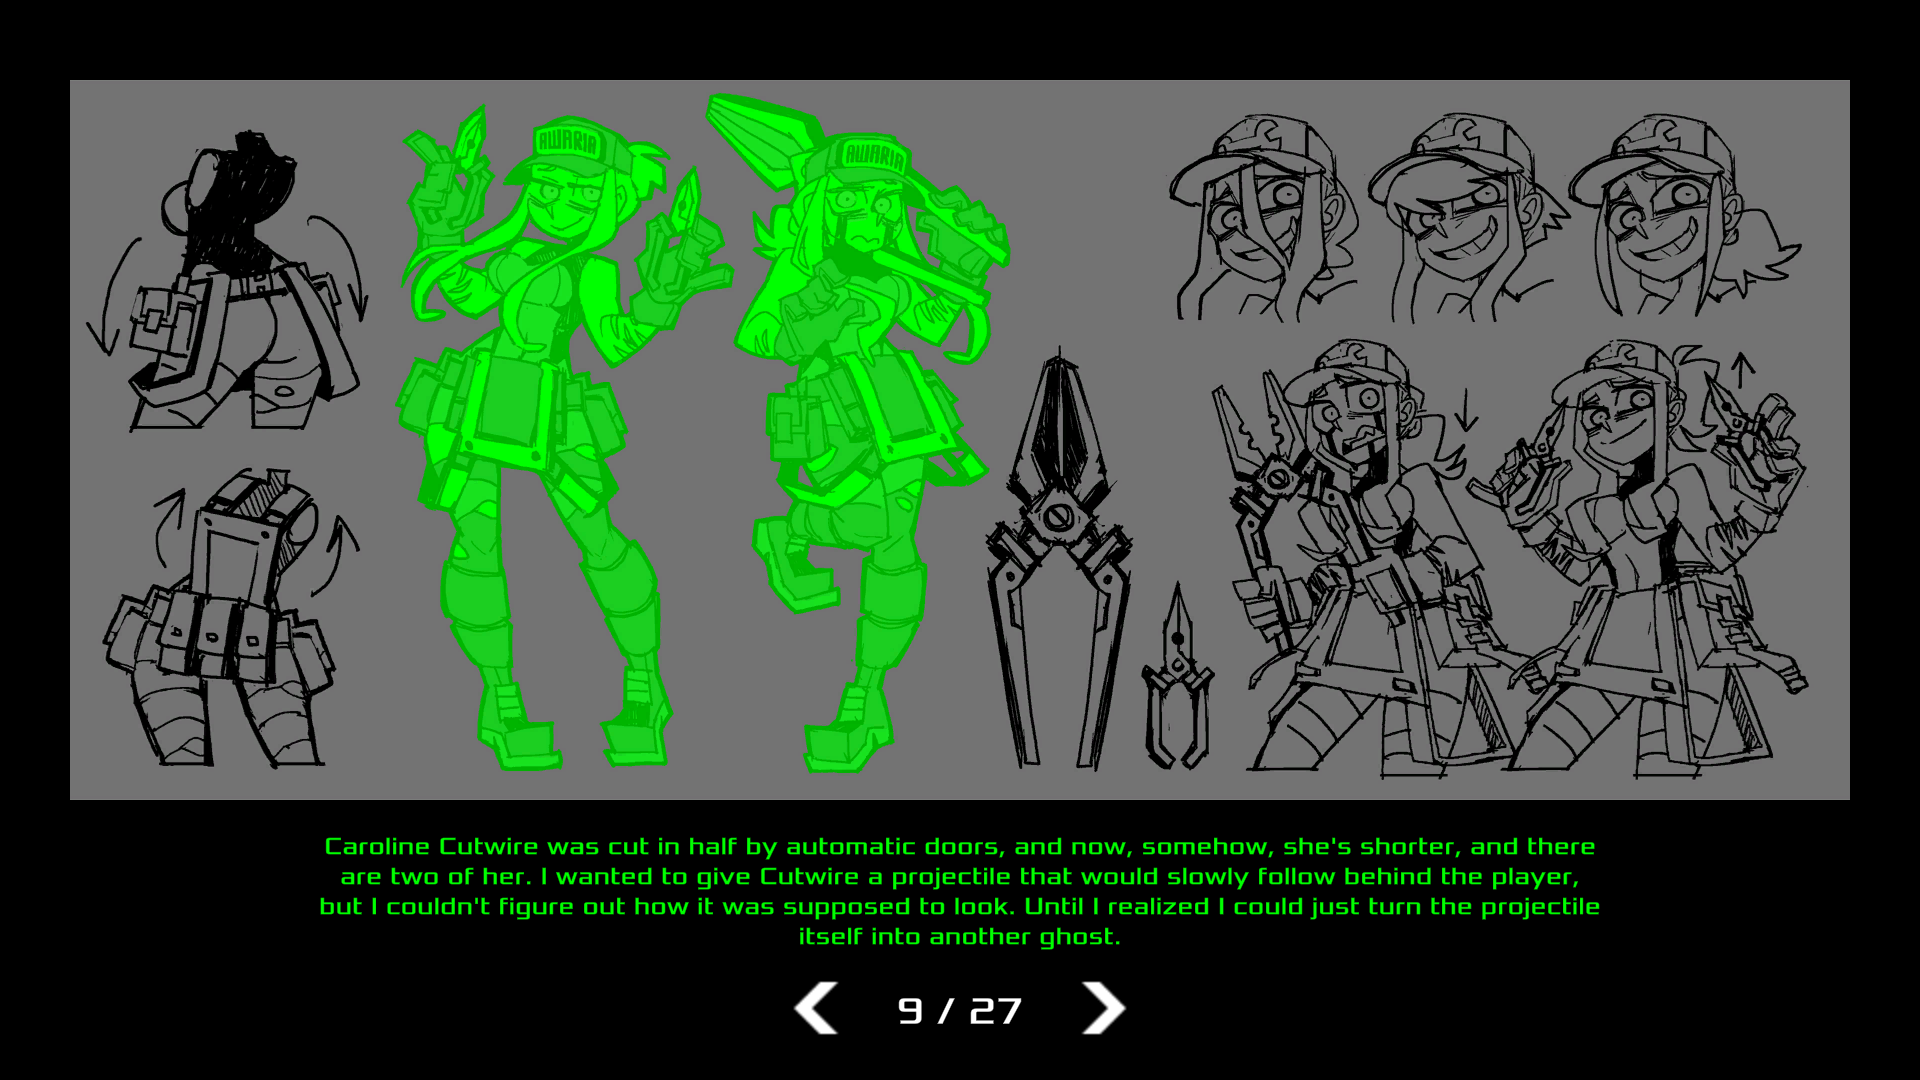 AWARIA
AWARIA
Caroline Cutwire was cut in half by automatic doors, and now, somehow, she's shorter, and there
are two of her. I wanted to give Cutwire a projectile that would slowly follow behind the player,
but I couldn't figure out how it was supposed to look. Until I realized I could just turn the projectile
itself into another ghost.
9 / 27